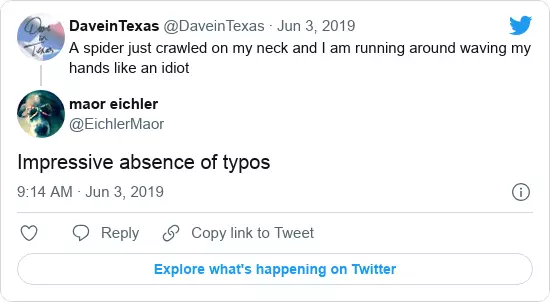 DaveinTexas @DaveinTexas · Jun 3, 2019
A spider just crawled on my neck and I am running around waving my
hands like an idiot
maor eichler
@EichlerMaor
Impressive absence of typos
9:14 AM · Jun 3, 2019
Reply
Copy link to Tweet
Explore what's happening on Twitter